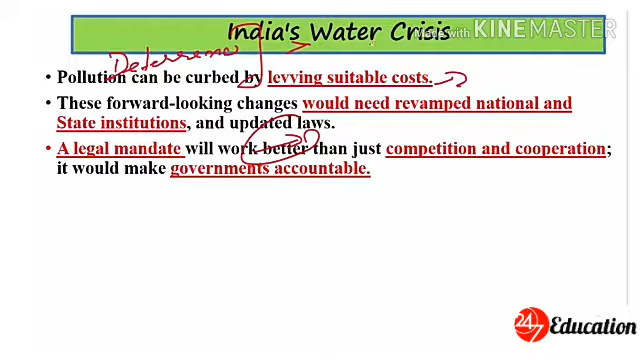 India's Water Crisis
Made with KINEMASTER
Deterrence
• Pollution can be curbed by levying suitable costs.
• These forward-looking changes would need revamped national and
State institutions, and updated laws.
• A legal mandate will work better than just competition and cooperation;
it would make governments accountable.
24/7 Education